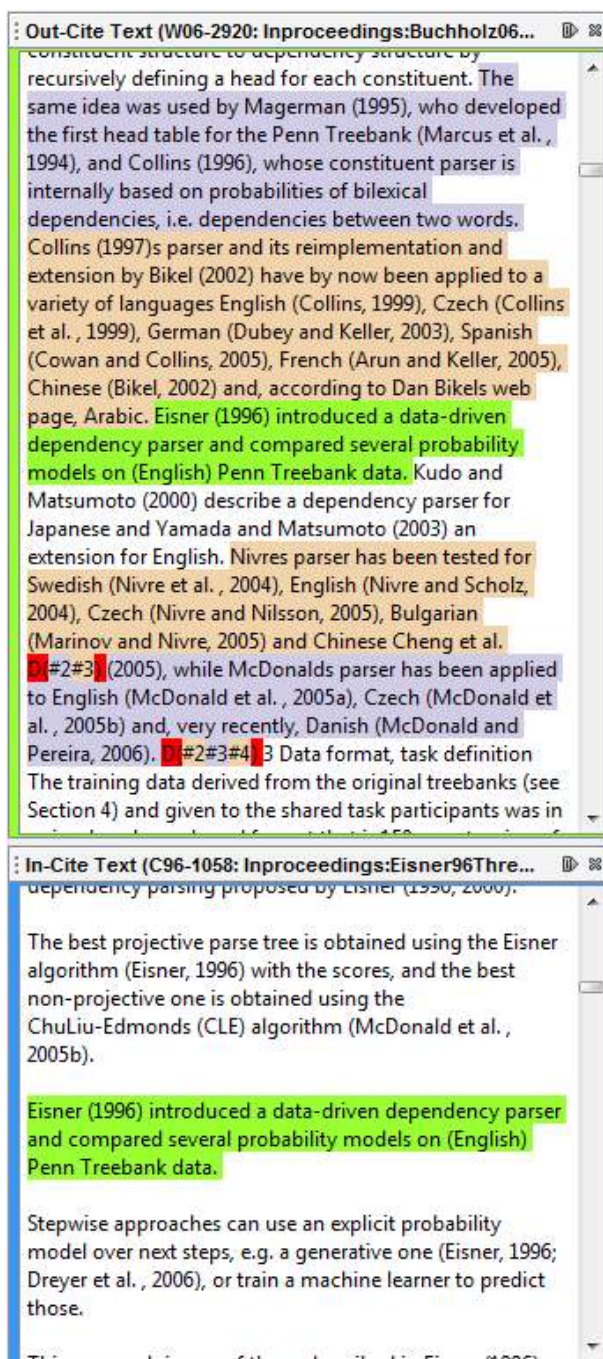 Out-Cite Text (W06-2920: Inproceedings:Buchholz06...
constituent structure to dependency structure by
recursively defining a head for each constituent. The
same idea was used by Magerman (1995), who developed
the first head table for the Penn Treebank (Marcus et al. ,
1994), and Collins (1996), whose constituent parser is
internally based on probabilities of bilexical
dependencies, i.e. dependencies between two words.
Collins (1997)s parser and its reimplementation and
extension by Bikel (2002) have by now been applied to a
variety of languages English (Collins, 1999), Czech (Collins
et al. , 1999), German (Dubey and Keller, 2003), Spanish
(Cowan and Collins, 2005), French (Arun and Keller, 2005),
Chinese (Bikel, 2002) and, according to Dan Bikels web
page, Arabic. Eisner (1996) introduced a data-driven
dependency parser and compared several probability
models on (English) Penn Treebank data. Kudo and
Matsumoto (2000) describe a dependency parser for
Japanese and Yamada and Matsumoto (2003) an
extension for English. Nivres parser has been tested for
Swedish (Nivre et al. , 2004), English (Nivre and Scholz,
2004), Czech (Nivre and Nilsson, 2005), Bulgarian
(Marinov and Nivre, 2005) and Chinese Cheng et al.
D(#2#3) (2005), while McDonalds parser has been applied
to English (McDonald et al. , 2005a), Czech (McDonald et
al. , 2005b) and, very recently, Danish (McDonald and
Pereira, 2006). D(#2#3#4) 3 Data format, task definition
The training data derived from the original treebanks (see
Section 4) and given to the shared task participants was in
In-Cite Text (C96-1058: Inproceedings:Eisner96Thre...
dependency parsing proposed by Eisner (1996, 2000).
The best projective parse tree is obtained using the Eisner
algorithm (Eisner, 1996) with the scores, and the best
non-projective one is obtained using the
ChuLiu-Edmonds (CLE) algorithm (McDonald et al. ,
2005b).
Eisner (1996) introduced a data-driven dependency parser
and compared several probability models on (English)
Penn Treebank data.
Stepwise approaches can use an explicit probability
model over next steps, e.g. a generative one (Eisner, 1996;
Dreyer et al. , 2006), or train a machine learner to predict
those.